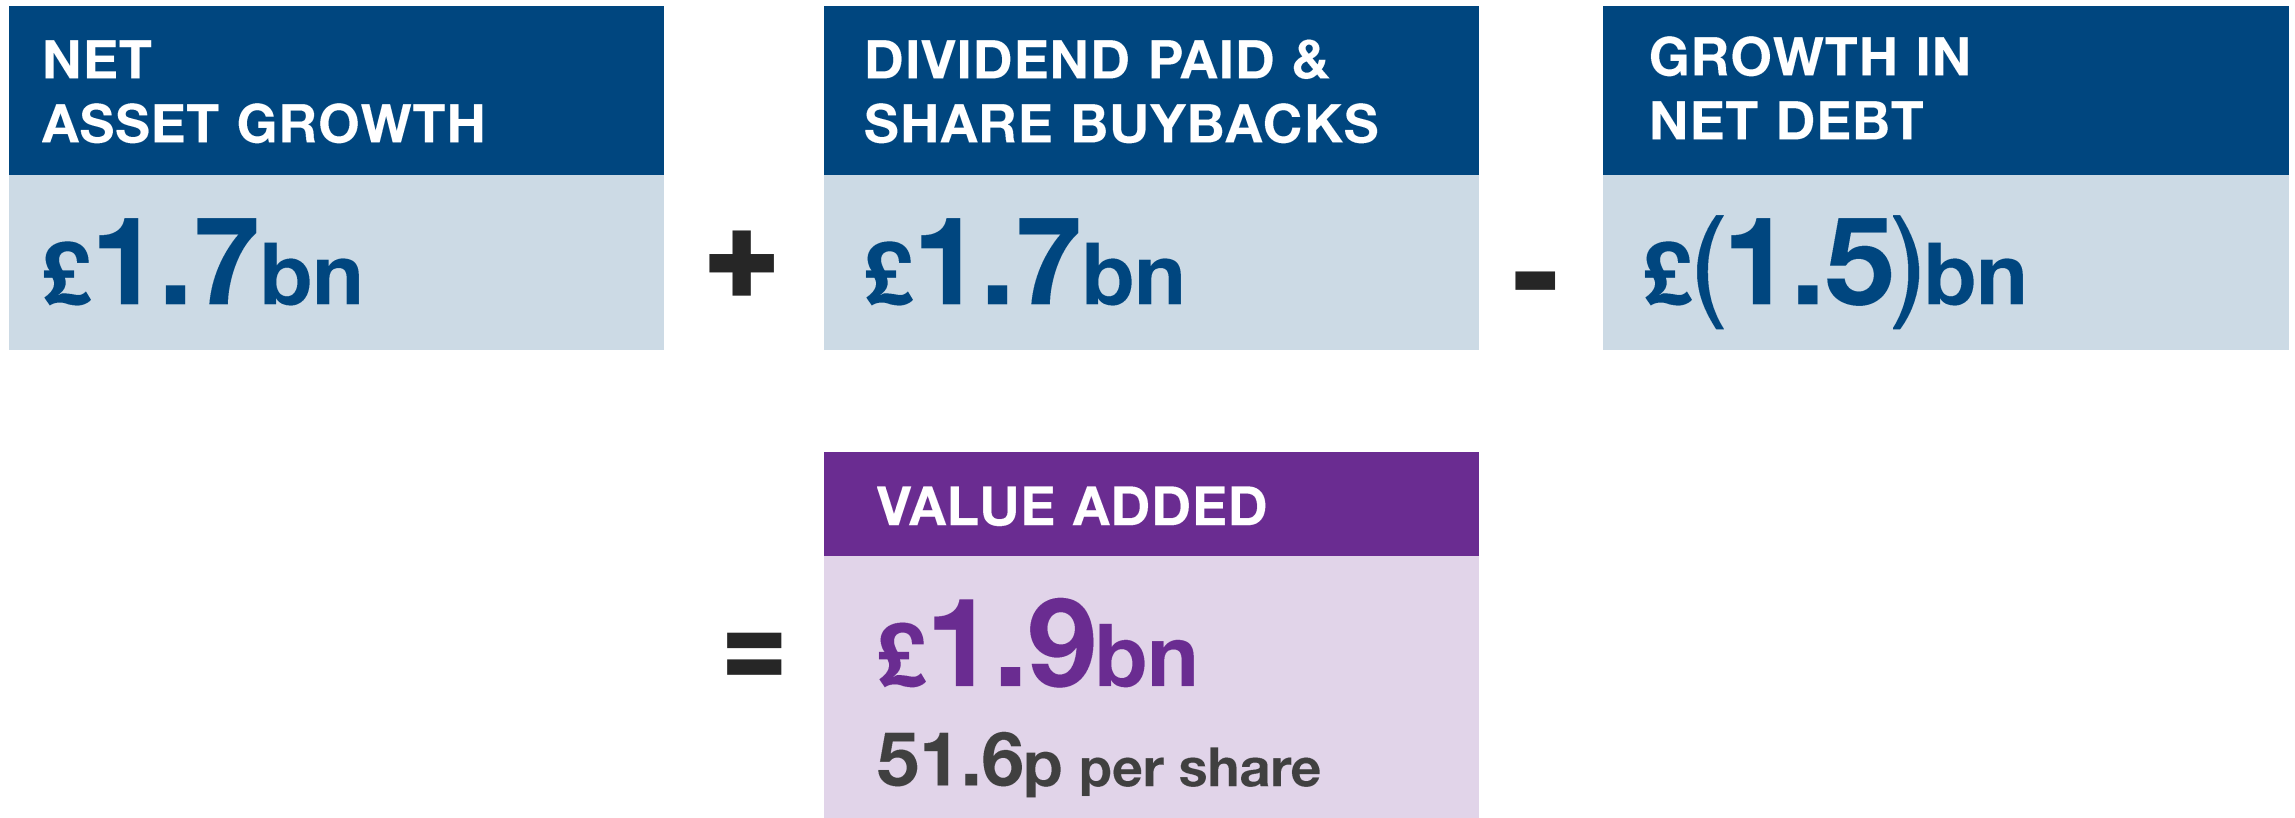 NET
ASSET GROWTH
£1.7bn
+
DIVIDEND PAID &
SHARE BUYBACKS
£1.7bn
-
GROWTH IN
NET DEBT
£(1.5)bn
=
VALUE ADDED
£1.9bn
51.6p per share